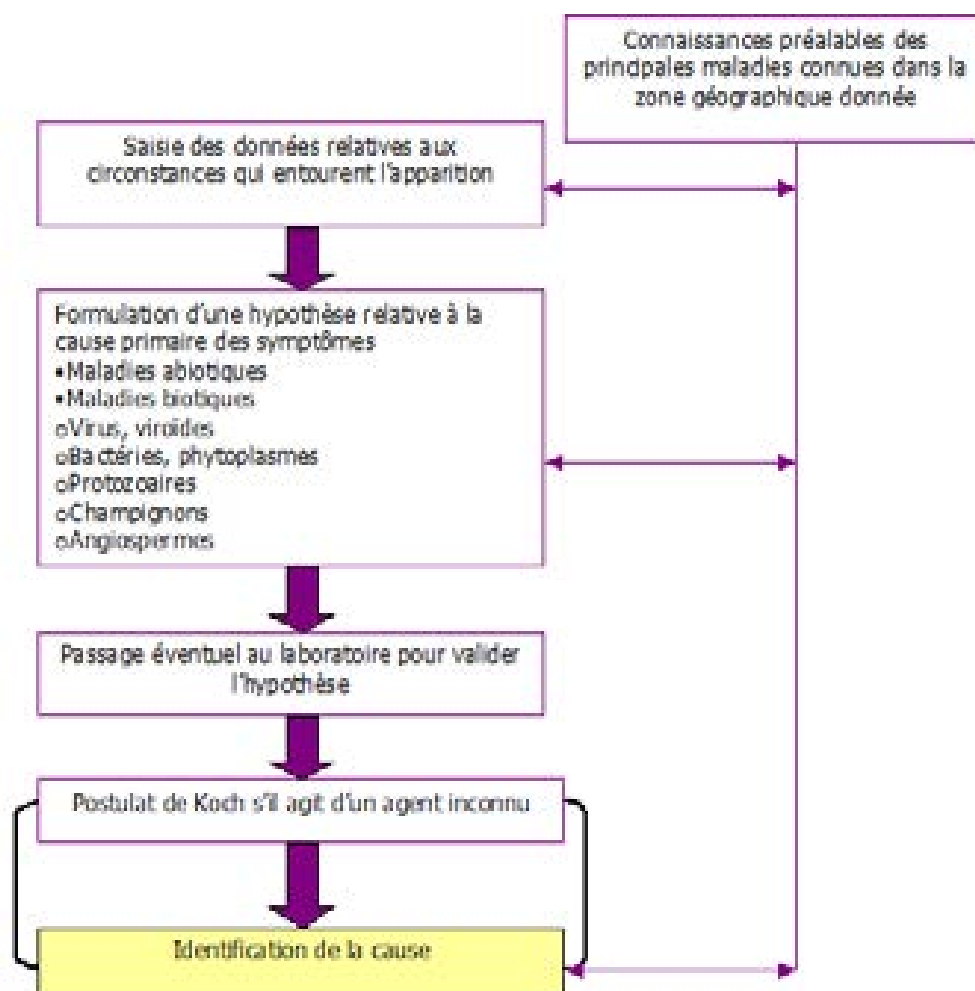 Connaissances préalables des
principales maladies connues dans la
zone géographique donnée
Saisie des données relatives aux
circonstances qui entourent l'apparition
Formulation d'une hypothèse relative à la
cause primaire des symptômes
•Maladies abiotiques
•Maladies biotiques
oVirus, viroïdes
oBactéries, phytoplasmes
oProtozoaires
oChampignons
oAngiospermes
Passage éventuel au laboratoire pour valider
l'hypothèse
Postulat de Koch s'il agit d'un agent inconnu
Identification de la cause